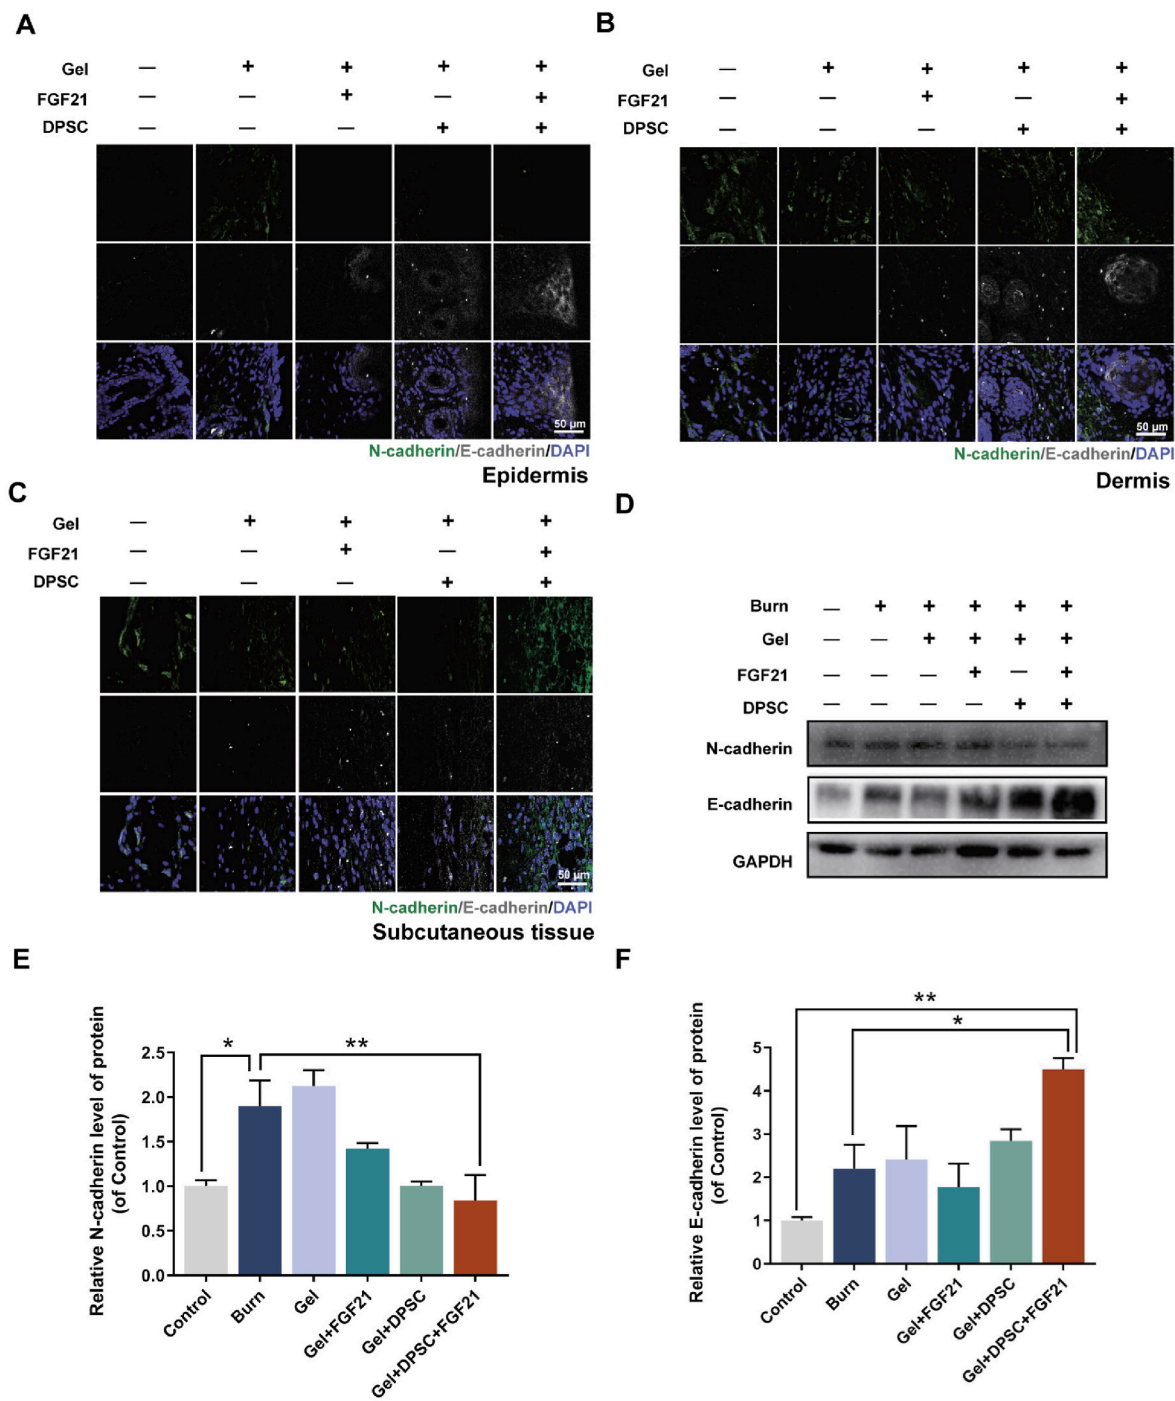 A
Gel — + + + +
FGF21 — — + — +
DPSC — — — + +
50 µm
N-cadherin/E-cadherin/DAPI
Epidermis
B
Gel — + + + +
FGF21 — — + — +
DPSC — — — + +
50 µm
N-cadherin/E-cadherin/DAPI
Dermis
C
Gel — + + + +
FGF21 — — + — +
DPSC — — — + +
50 µm
N-cadherin/E-cadherin/DAPI
Subcutaneous tissue
D
Burn — + + + + +
Gel — — + + + +
FGF21 — — — + — +
DPSC — — — — + +
N-cadherin
E-cadherin
GAPDH
E
Relative N-cadherin level of protein
(of Control)
* **
2.5
2.0
1.5
1.0
0.5
0.0
Control
Burn
Gel
Gel+FGF21
Gel+DPSC
Gel+DPSC+FGF21
F
Relative E-cadherin level of protein
(of Control)
**
*
5
4
3
2
1
0
Control
Burn
Gel
Gel+FGF21
Gel+DPSC
Gel+DPSC+FGF21